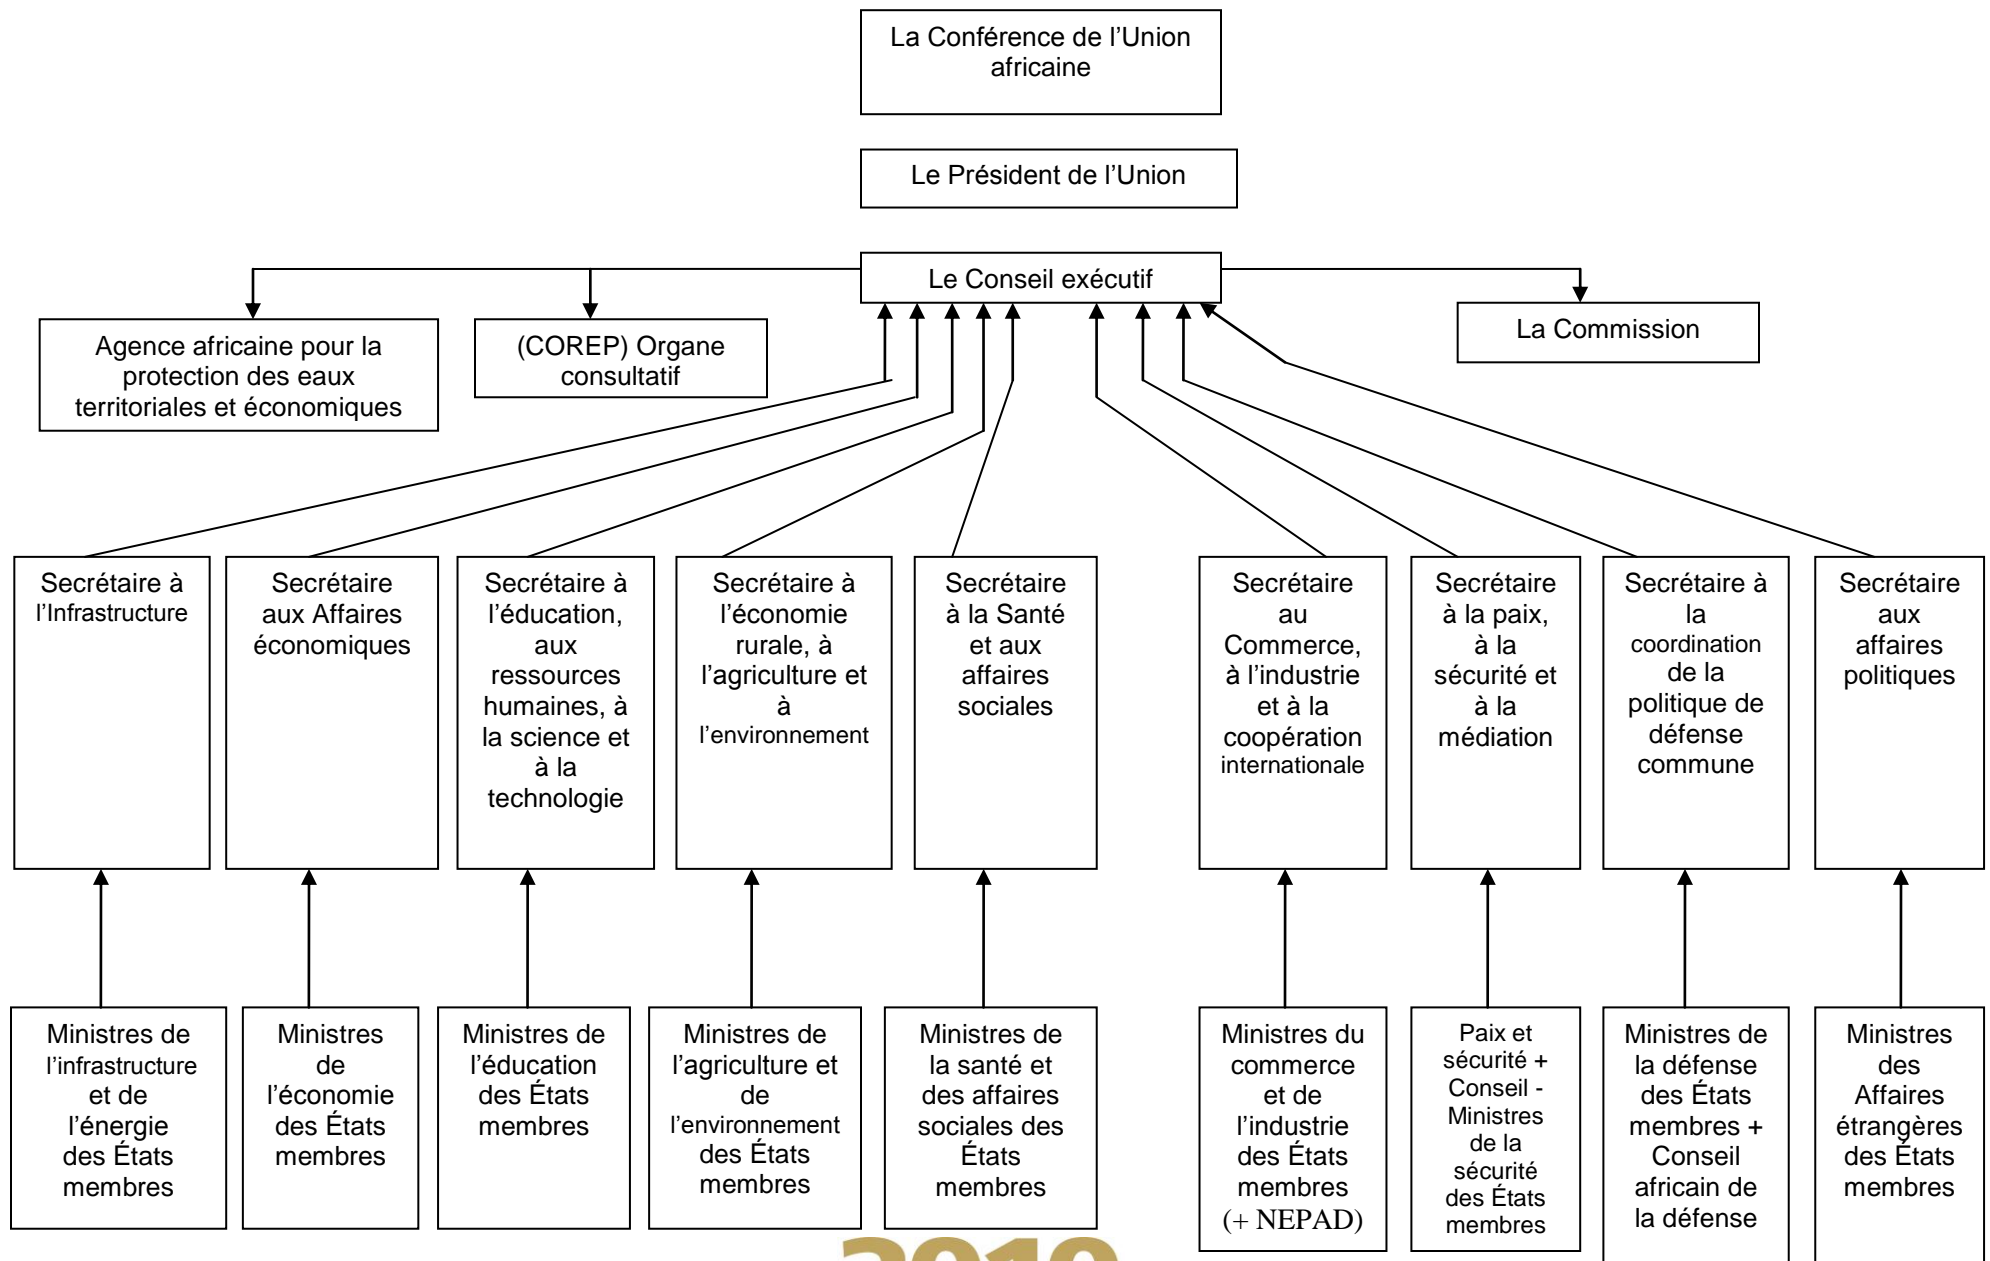 La Conférence de l’Union
africaine
Le Président de l’Union
Le Conseil exécutif
Agence africaine pour la
protection des eaux
territoriales et économiques
(COREP) Organe
consultatif
La Commission
Secrétaire à
l’Infrastructure
Secrétaire
aux Affaires
économiques
Secrétaire à
l’éducation,
aux
ressources
humaines, à
la science et
à la
technologie
Secrétaire à
l’économie
rurale, à
l’agriculture et
à
l’environnement
Secrétaire
à la Santé
et aux
affaires
sociales
Secrétaire
au
Commerce,
à l’industrie
et à la
coopération
internationale
Secrétaire
à la paix,
à la
sécurité et
à la
médiation
Secrétaire à
la
coordination
de la
politique de
défense
commune
Secrétaire
aux
affaires
politiques
Ministres de
l’infrastructure
et de
l’énergie
des États
membres
Ministres
de
l’économie
des États
membres
Ministres de
l’éducation
des États
membres
Ministres de
l’agriculture et
de
l’environnement
des États
membres
Ministres de
la santé et
des affaires
sociales des
États
membres
Ministres du
commerce
et de
l’industrie
des États
membres
(+ NEPAD)
Paix et
sécurité +
Conseil -
Ministres
de la
sécurité
des États
membres
Ministres de
la défense
des États
membres +
Conseil
africain de
la défense
Ministres
des
Affaires
étrangères
des États
membres